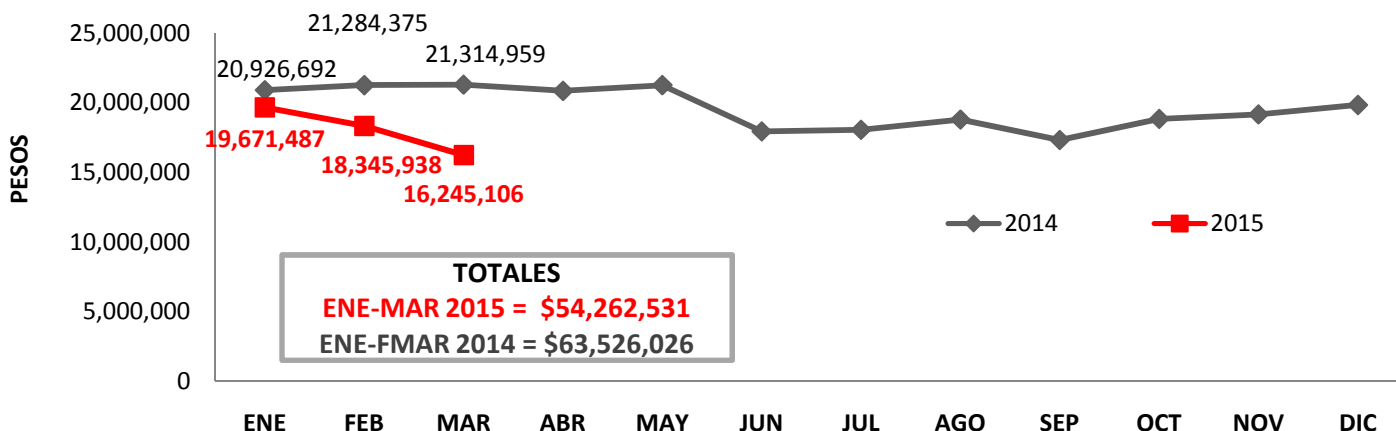 PESOS
25,000,000
20,000,000
15,000,000
10,000,000
5,000,000
0
21,284,375
20,926,692
21,314,959
19,671,487
18,345,938
16,245,106
2014
2015
TOTALES
ENE-MAR 2015 = $54,262,531
ENE-FMAR 2014 = $63,526,026
ENE FEB MAR ABR MAY JUN JUL AGO SEP OCT NOV DIC